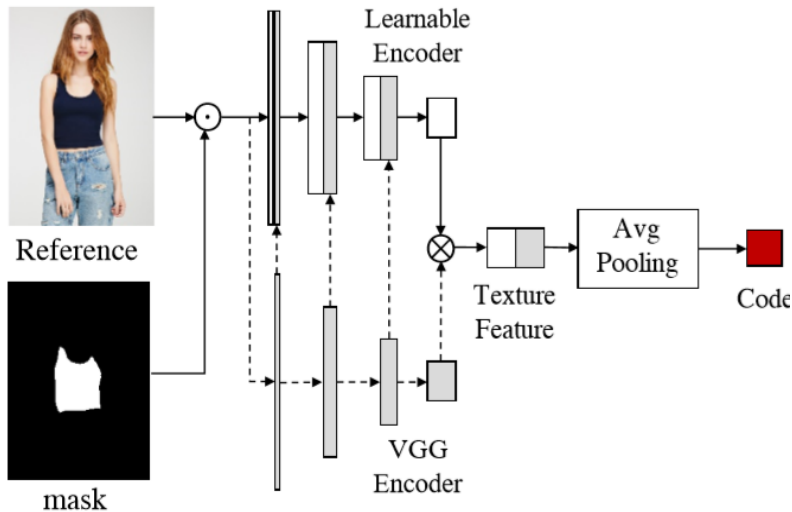 Learnable
Encoder
Reference
Avg
Pooling
Texture
Feature
Code
VGG
Encoder
mask